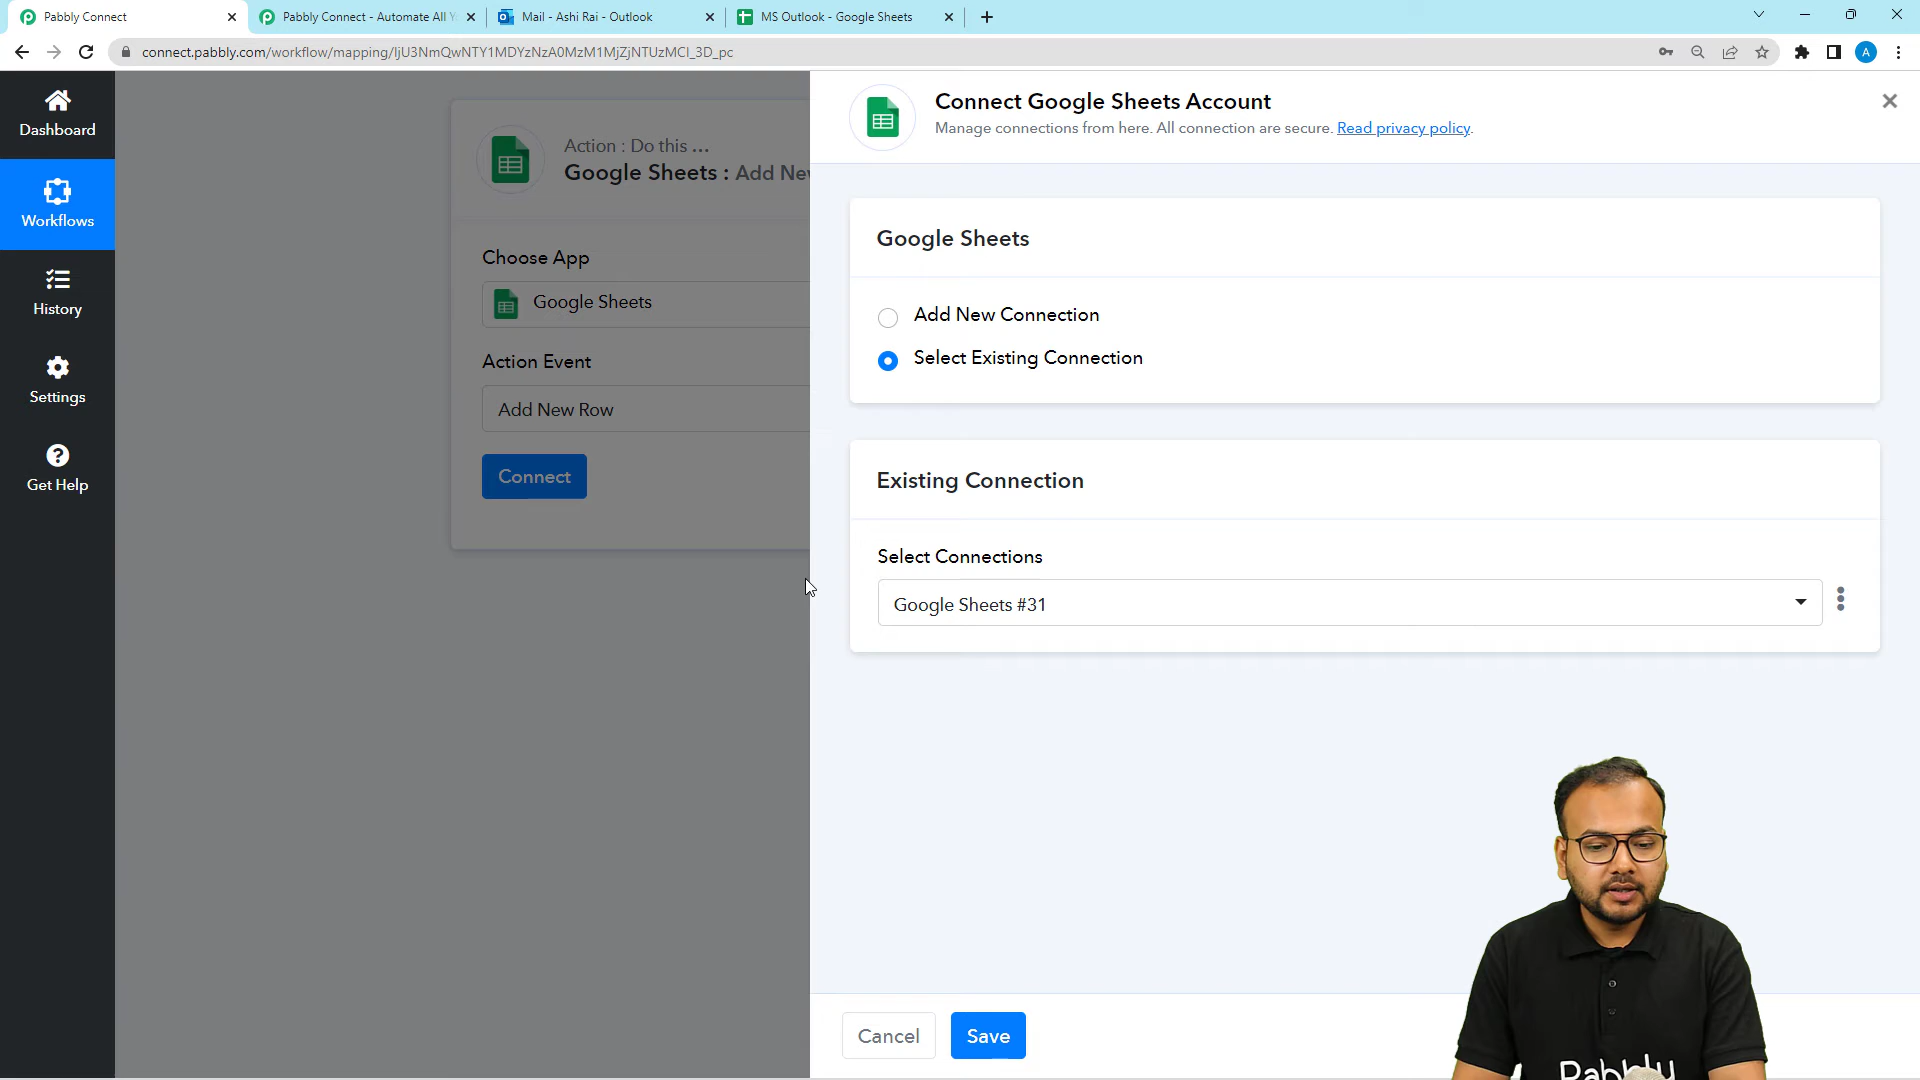 Pabbly Connect
Pabbly Connect - Automate All Y
Mail - Ashi Rai - Outlook
MS Outlook - Google Sheets
connect.pabbly.com/workflow/mapping/IjU3NmQwNTY1MDYzNzA0MzM1MjZjNTUzMCI_3D_pc
A
Dashboard
Workflows
History
Settings
Get Help
Action : Do this ...
Google Sheets : Add Nev
Choose App
Google Sheets
Action Event
Add New Row
Connect
Connect Google Sheets Account
Manage connections from here. All connection are secure. Read privacy policy.
Google Sheets
Add New Connection
Select Existing Connection
Existing Connection
Select Connections
Google Sheets #31
Cancel
Save
Pabbly